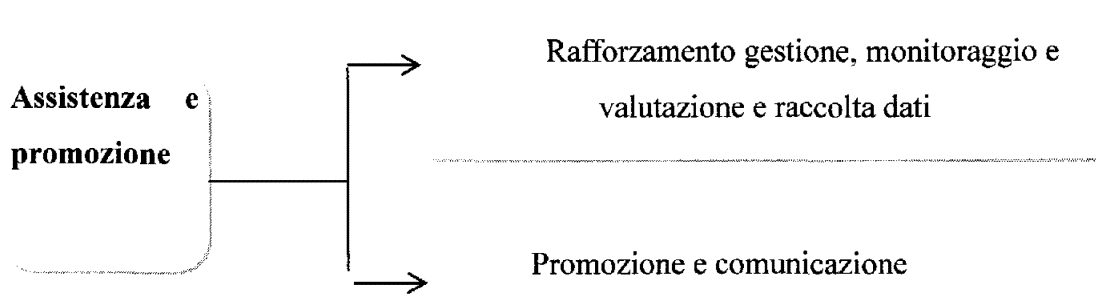 Assistenza e
promozione
Rafforzamento gestione, monitoraggio e
valutazione e raccolta dati
Promozione e comunicazione